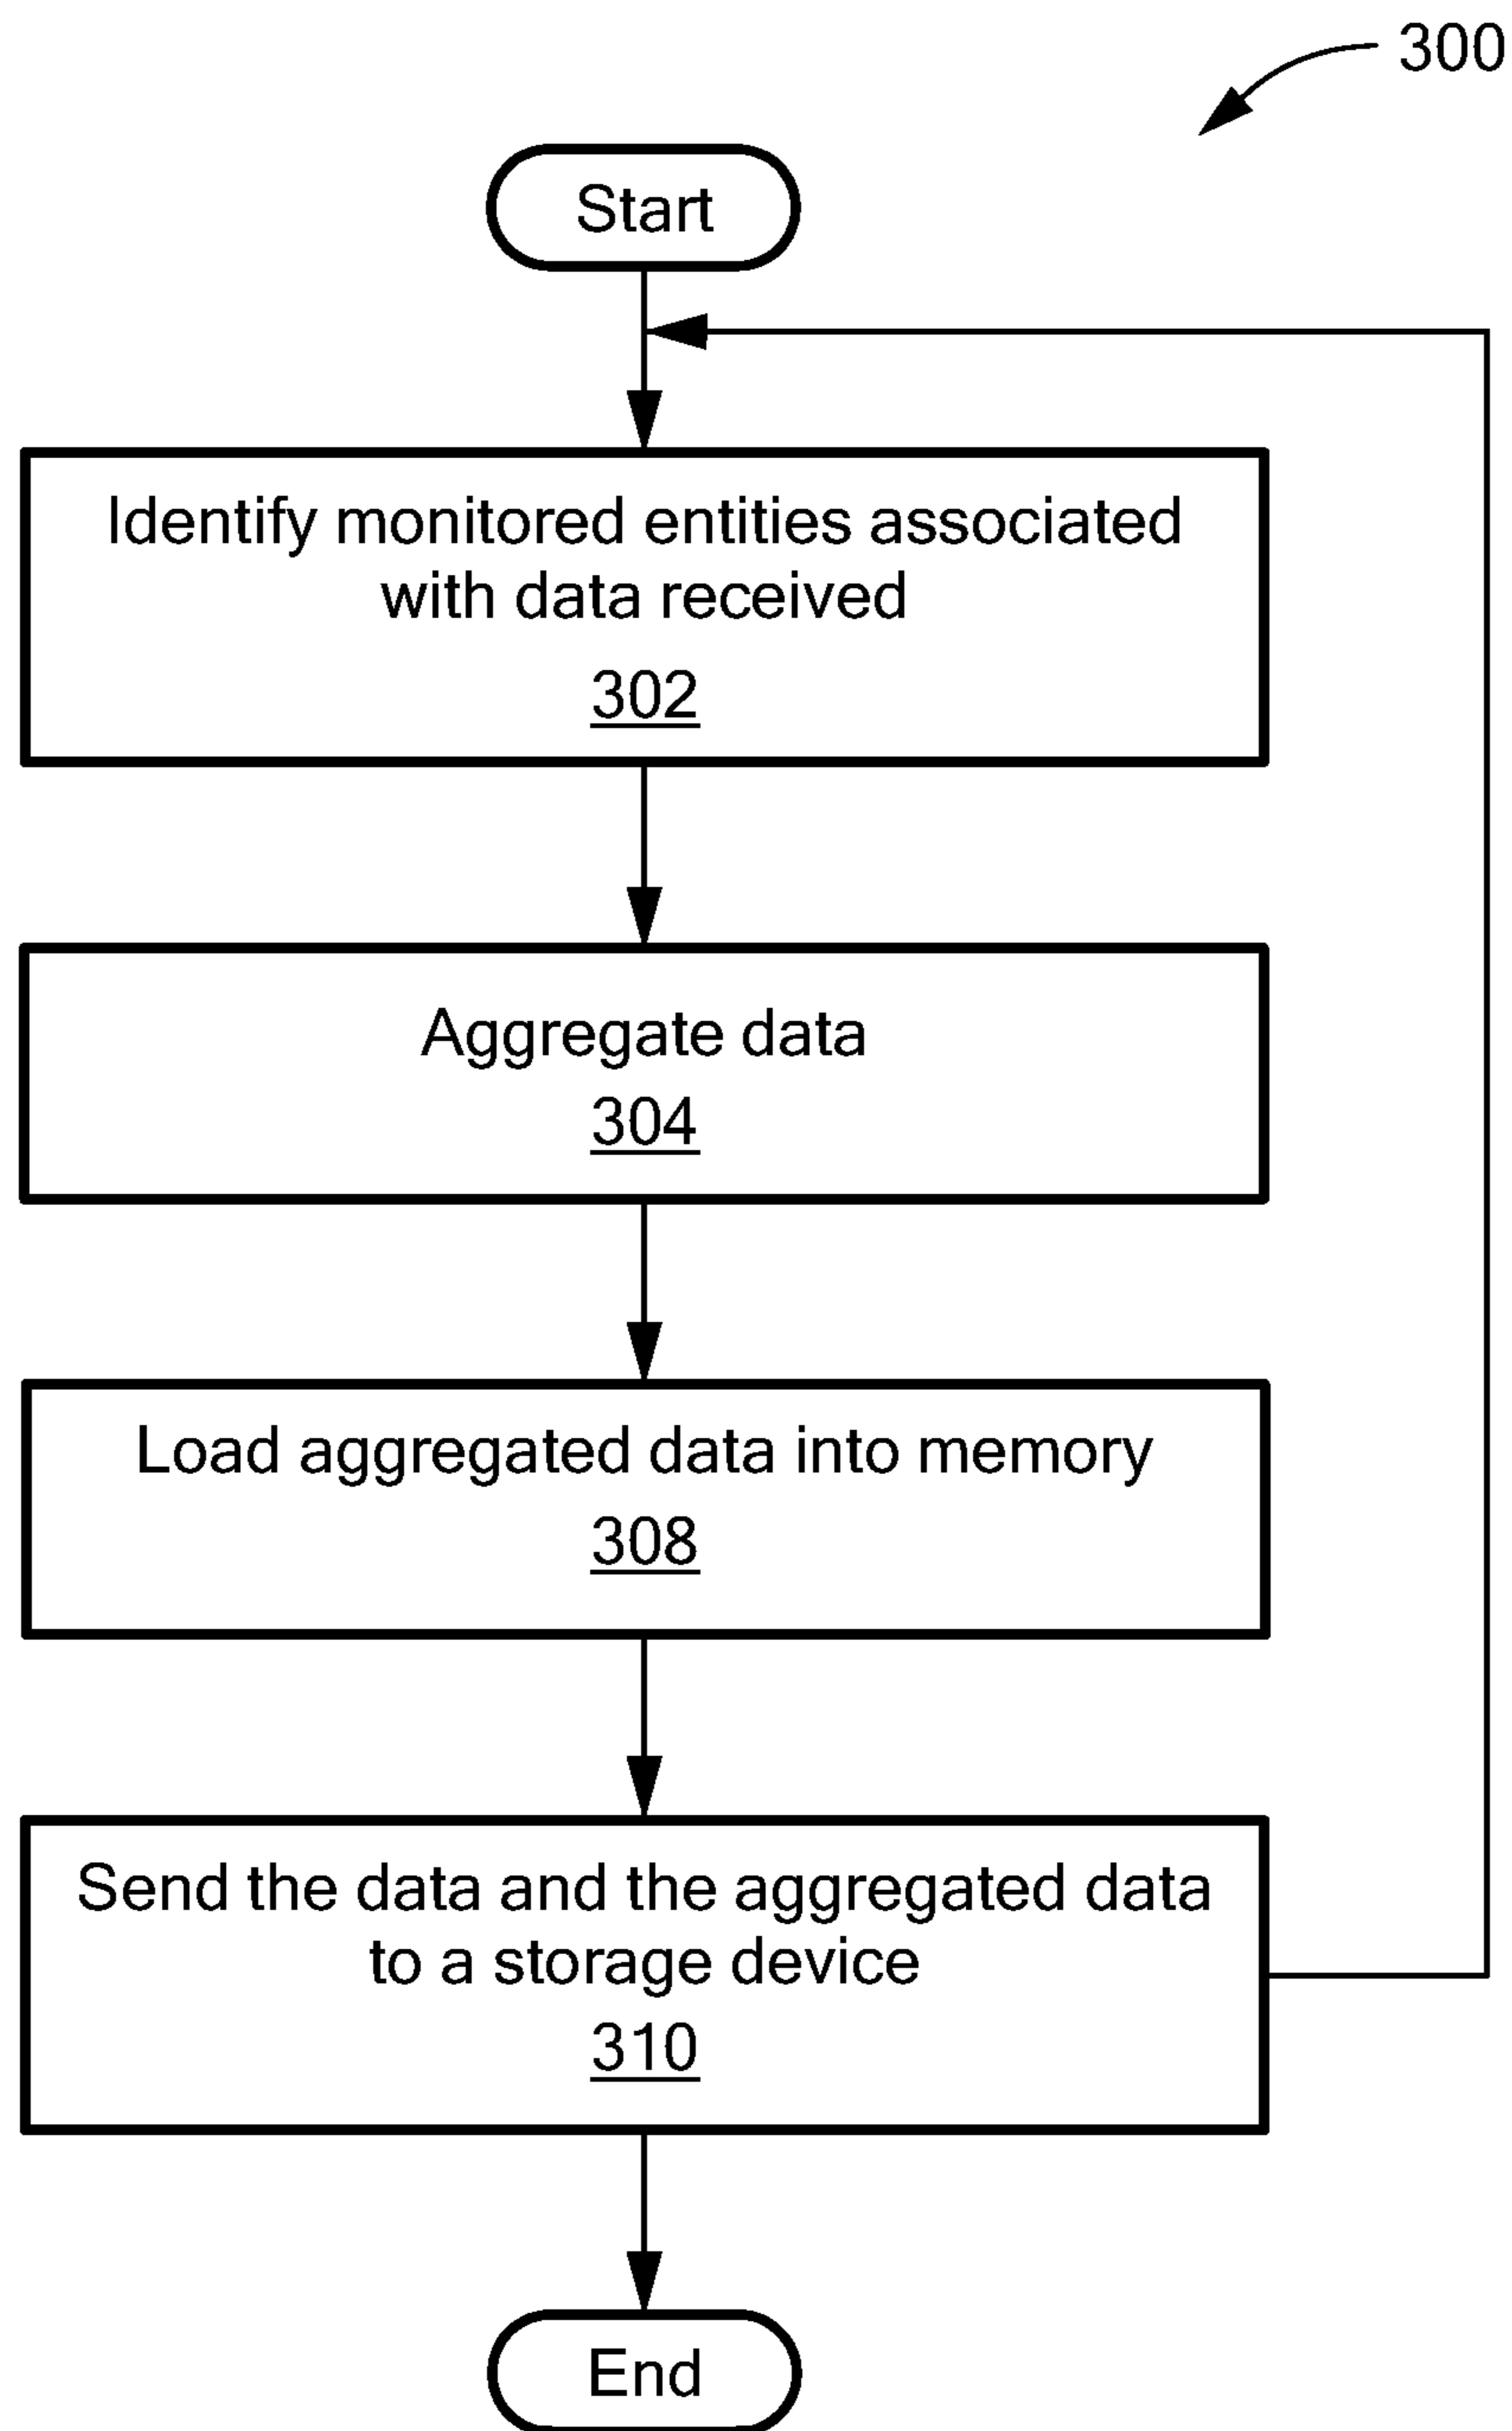 300
Start
Identify monitored entities associated
with data received
302
Aggregate data
304
Load aggregated data into memory
308
Send the data and the aggregated data
to a storage device
310
End